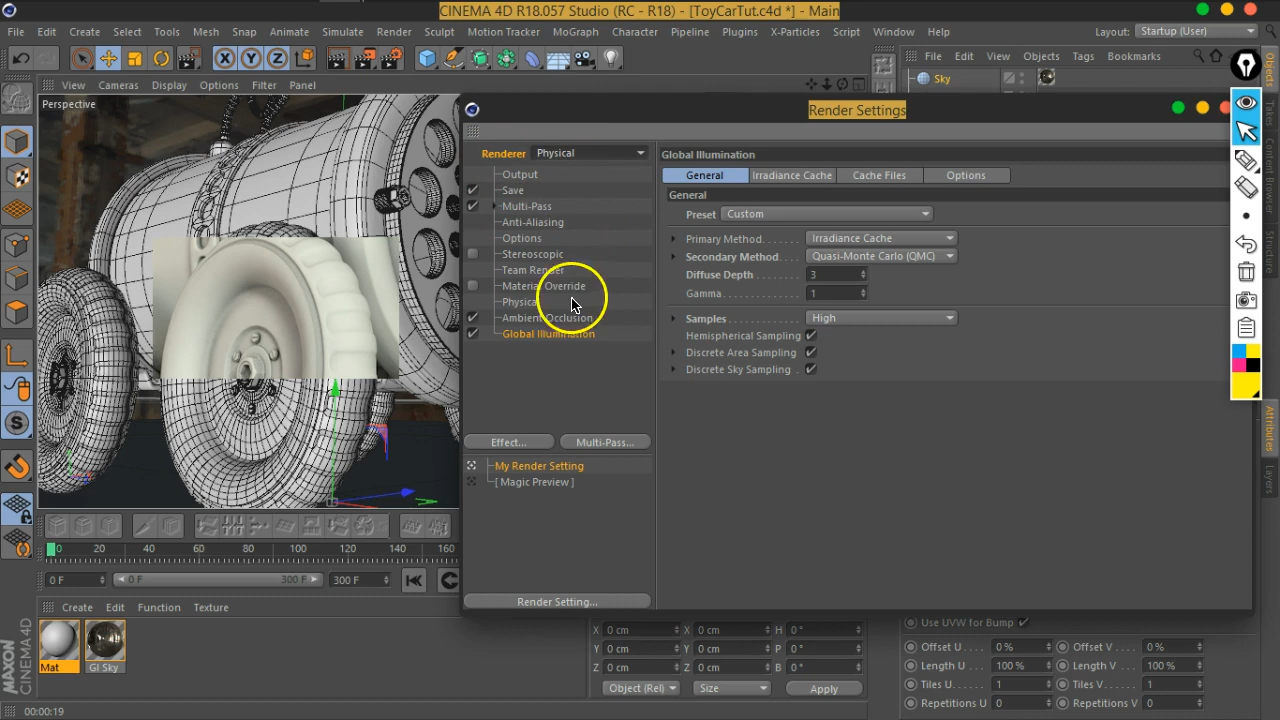 CINEMA 4D R18.057 Studio (RC - R18) - [ToyCarTut.c4d *] - Main
File Edit Create Select Tools Mesh Snap Animate Simulate Render Sculpt Motion Tracker MoGraph Character Pipeline Plugins X-Particles Script Window Help Layout: Startup (User)
X Y Z
File Edit View Objects Tags Bookmarks
View Cameras Display Options Filter Panel
Sky
Perspective
Render Settings
Renderer Physical
Output
Save
Multi-Pass
Anti-Aliasing
Options
Stereoscopic
Team Render
Material Override
Physical
Ambient Occlusion
Global Illumination
Effect... Multi-Pass...
My Render Setting
[ Magic Preview ]
Render Setting...
Global Illumination
General Irradiance Cache Cache Files Options
General
Preset Custom
Primary Method Irradiance Cache
Secondary Method Quasi-Monte Carlo (QMC)
Diffuse Depth 3
Gamma 1
Samples High
Hemispherical Sampling
Discrete Area Sampling
Discrete Sky Sampling
Objects
Takes
Content Browser
Structure
Attributes
Layers
0 20 40 60 80 100 120 140 160
0 F 0 F 300 F 300 F
Create Edit Function Texture
Mat GI Sky
MAXON CINEMA 4D
X 0 cm X 0 cm H 0 °
Y 0 cm Y 0 cm P 0 °
Z 0 cm Z 0 cm B 0 °
Object (Rel) Size Apply
Use UVW for Bump
Offset U 0 % Offset V 0 %
Length U 100 % Length V 100 %
Tiles U 1 Tiles V 1
Repetitions U 0 Repetitions V 0
00:00:19